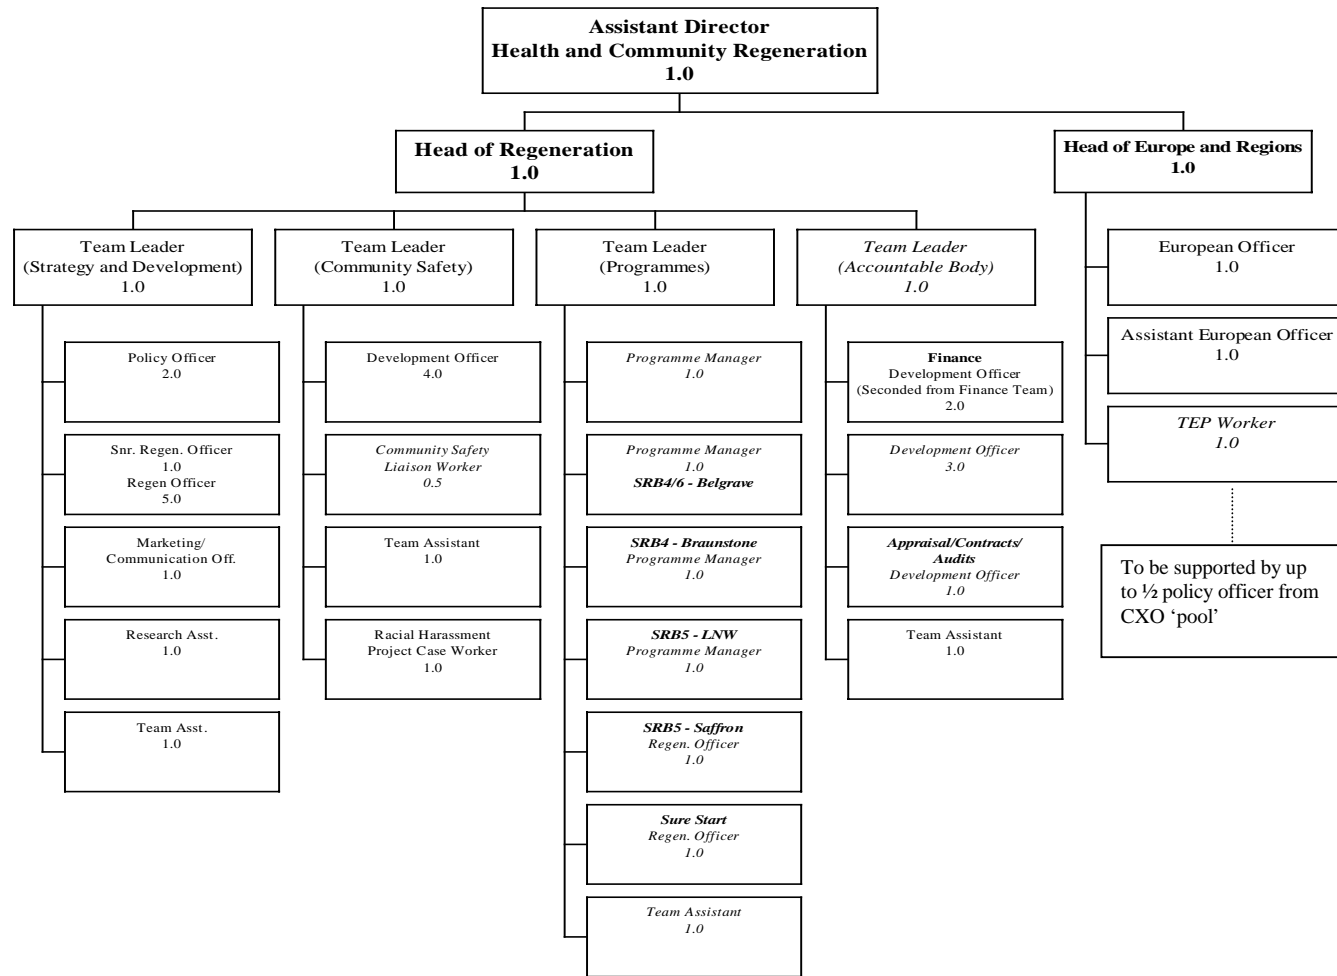 Assistant Director
Health and Community Regeneration
1.0
Head of Regeneration
1.0
Head of Europe and Regions
1.0
Team Leader
(Strategy and Development)
1.0
Team Leader
(Community Safety)
1.0
Team Leader
(Programmes)
1.0
Team Leader
(Accountable Body)
1.0
European Officer
1.0
Assistant European Officer
1.0
TEP Worker
1.0
To be supported by up
to ½ policy officer from
CXO ‘pool’
Policy Officer
2.0
Snr. Regen. Officer
1.0
Regen Officer
5.0
Marketing/
Communication Off.
1.0
Research Asst.
1.0
Team Asst.
1.0
Development Officer
4.0
Community Safety
Liaison Worker
0.5
Team Assistant
1.0
Racial Harassment
Project Case Worker
1.0
Programme Manager
1.0
Programme Manager
1.0
SRB4/6 - Belgrave
SRB4 - Braunstone
Programme Manager
1.0
SRB5 - LNW
Programme Manager
1.0
SRB5 - Saffron
Regen. Officer
1.0
Sure Start
Regen. Officer
1.0
Team Assistant
1.0
Finance
Development Officer
(Seconded from Finance Team)
2.0
Development Officer
3.0
Appraisal/Contracts/
Audits
Development Officer
1.0
Team Assistant
1.0